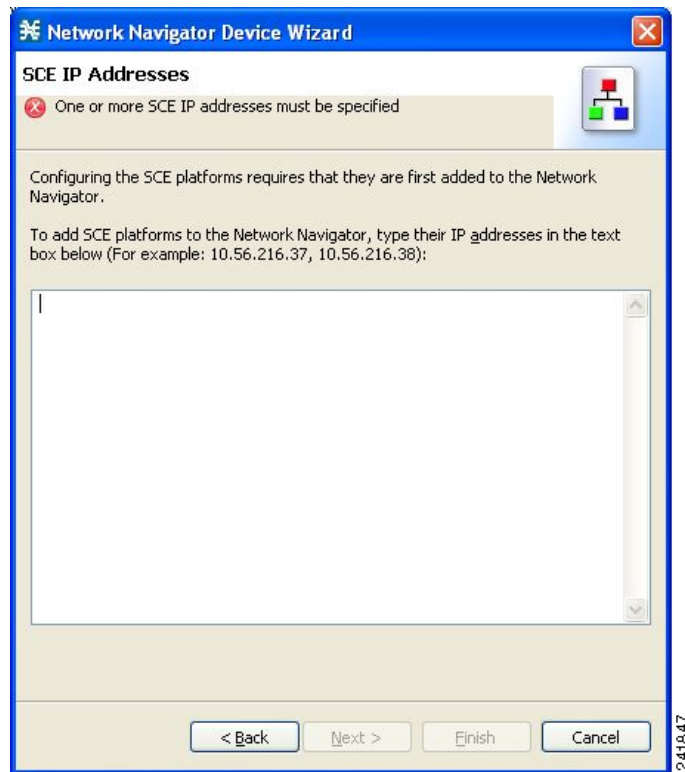 Network Navigator Device Wizard
SCE IP Addresses
One or more SCE IP addresses must be specified
Configuring the SCE platforms requires that they are first added to the Network
Navigator.
To add SCE platforms to the Network Navigator, type their IP addresses in the text
box below (For example: 10.56.216.37, 10.56.216.38):
< Back
Next >
Finish
Cancel
241847